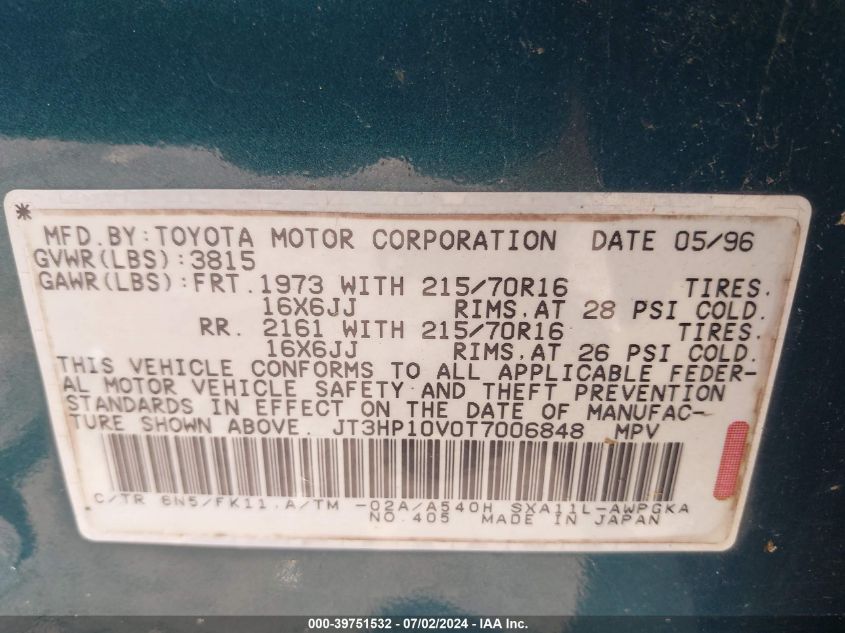 *
MFD.BY:TOYOTA MOTOR CORPORATION DATE 05/96
GVWR(LBS):3815
GAWR(LBS):FRT.1973 WITH 215/70R16 TIRES.
16X6JJ RIMS.AT 28 PSI COLD.
RR. 2161 WITH 215/70R16 TIRES.
16X6JJ RIMS.AT 26 PSI COLD.
THIS VEHICLE CONFORMS TO ALL APPLICABLE FEDER-
AL MOTOR VEHICLE SAFETY AND THEFT PREVENTION
STANDARDS IN EFFECT ON THE DATE OF MANUFAC-
TURE SHOWN ABOVE. JT3HP10V0T7006848 MPV
C/TR 6N5/FK11.A/TM -02A/A540H SXA11L-AWPGKA
NO.405 MADE IN JAPAN
000-39751532 - 07/02/2024 - IAA Inc.